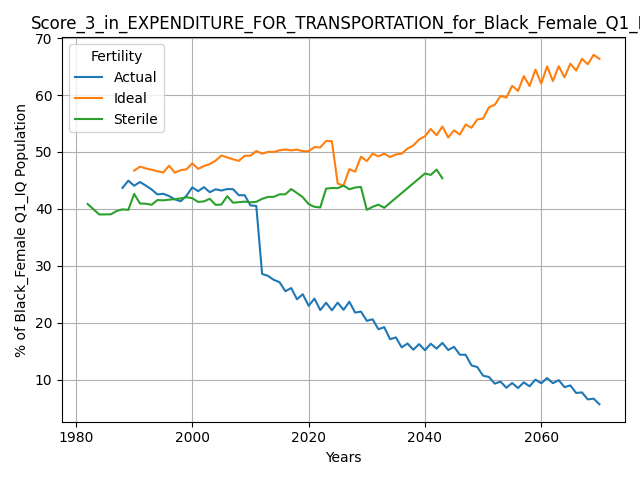 Score_3_in_EXPENDITURE_FOR_TRANSPORTATION_for_Black_Female_Q1_I
70
60
50
40
30
20
10
% of Black_Female Q1_IQ Population
Fertility
Actual
Ideal
Sterile
1980
2000
2020
2040
2060
Years